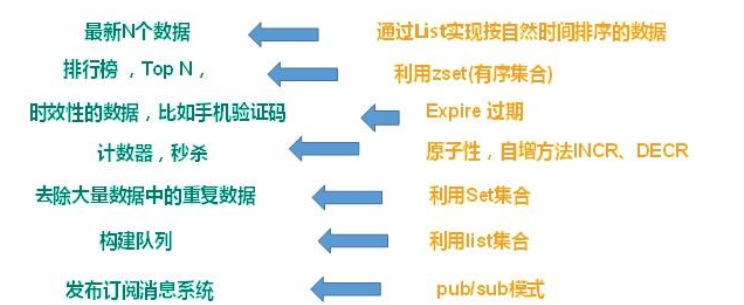 最新N个数据 通过List实现按自然时间排序的数据
排行榜，Top N， 利用zset(有序集合)
时效性的数据，比如手机验证码 Expire 过期
计数器，秒杀 原子性，自增方法INCR、DECR
去除大量数据中的重复数据 利用Set集合
构建队列 利用list集合
发布订阅消息系统 pub/sub模式